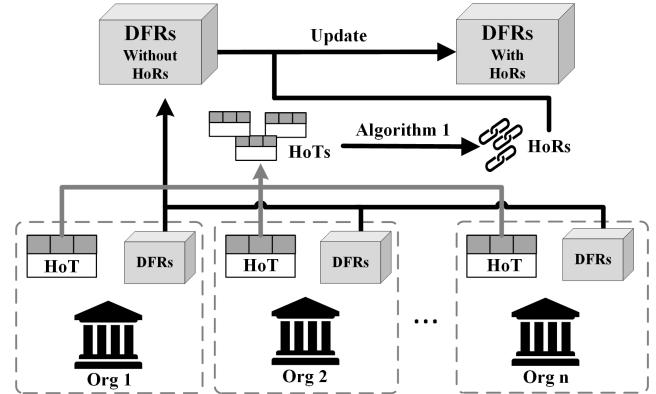 DFRs
Without
HoRs
Update
DFRs
With
HoRs
HoTs
Algorithm 1
HoRs
HoT
DFRs
HoT
DFRs
HoT
DFRs
...
Org 1
Org 2
Org n